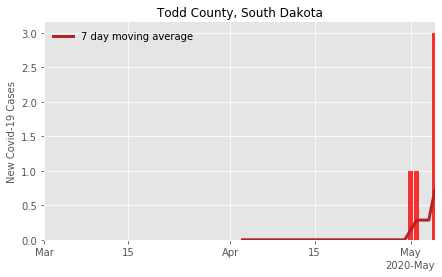 Todd County, South Dakota
7 day moving average
New Covid-19 Cases
3.0
2.5
2.0
1.5
1.0
0.5
0.0
Mar
15
Apr
15
May
2020-May